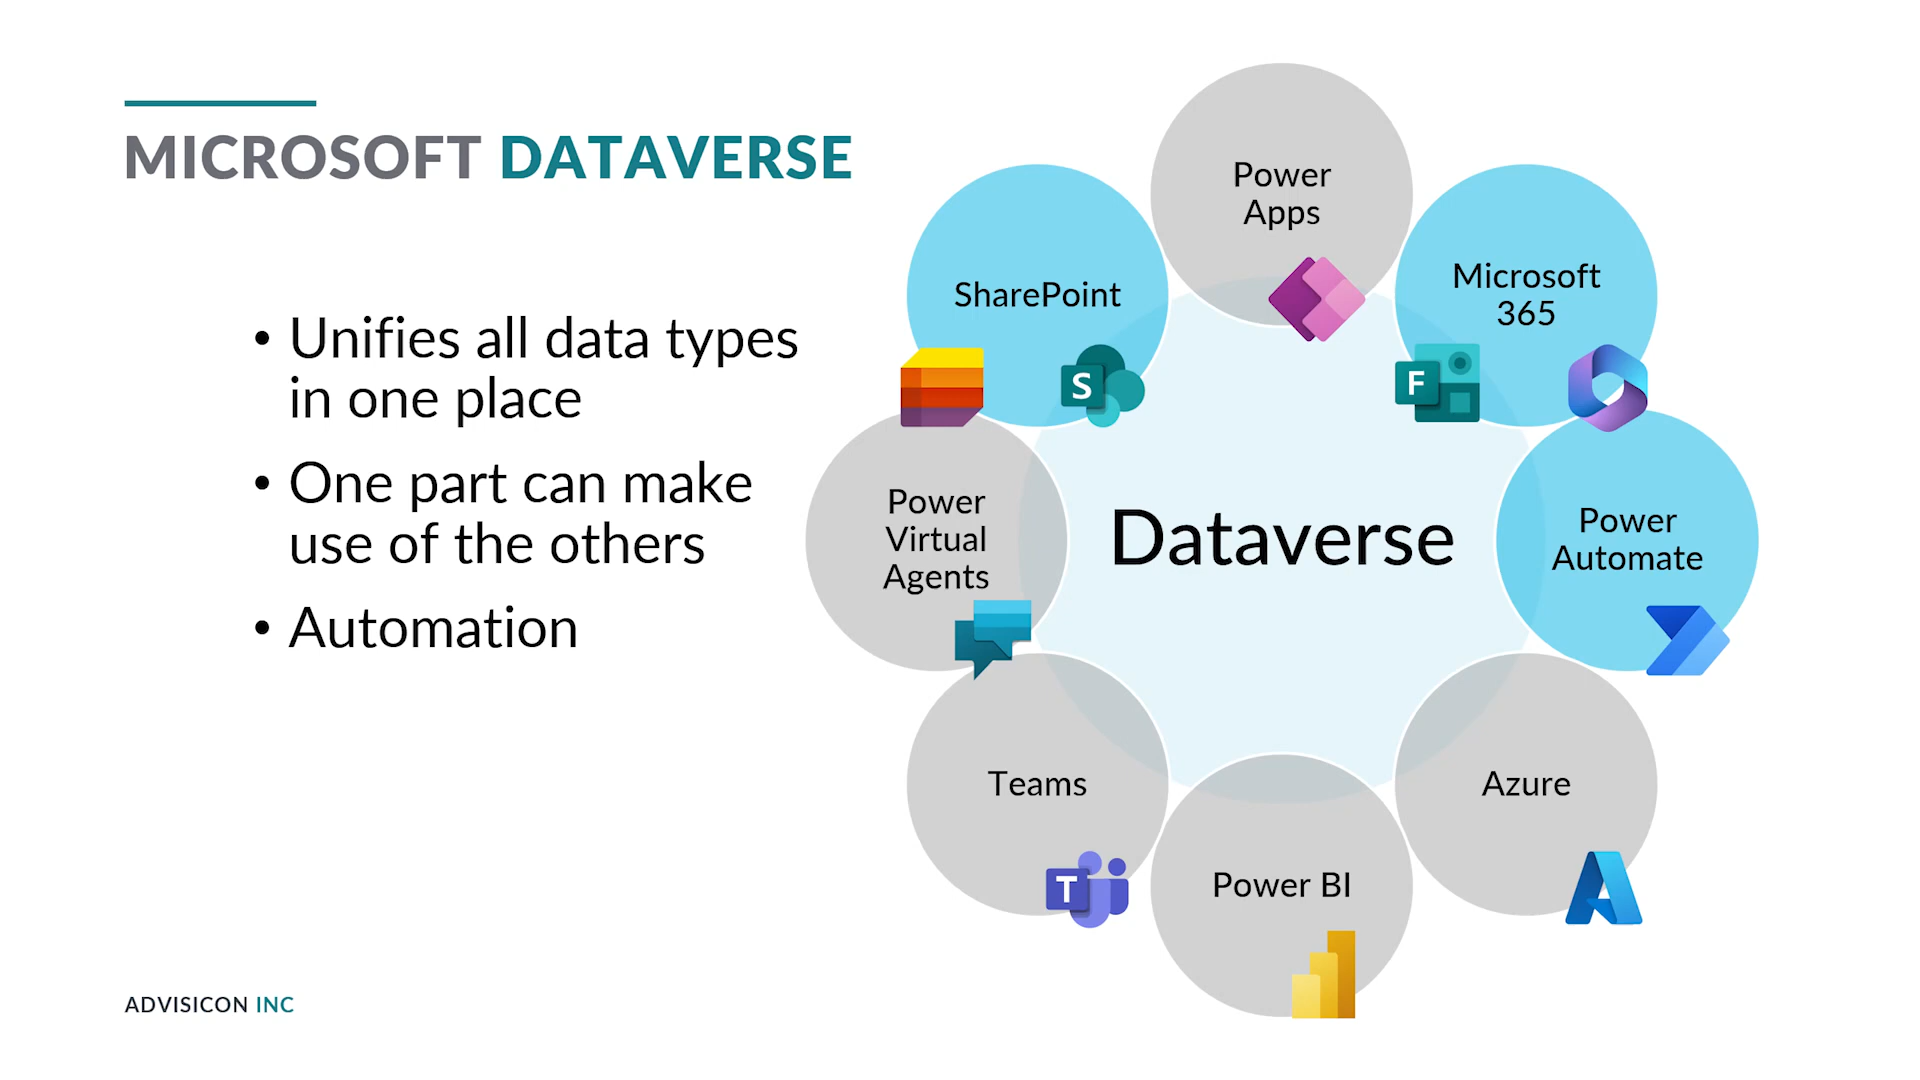 MICROSOFT DATAVERSE
• Unifies all data types
in one place
• One part can make
use of the others
• Automation
Power
Apps
SharePoint
S
Microsoft
365
F
Power
Virtual
Agents
Dataverse
Power
Automate
Teams
T
Azure
Power BI
ADVISICON INC